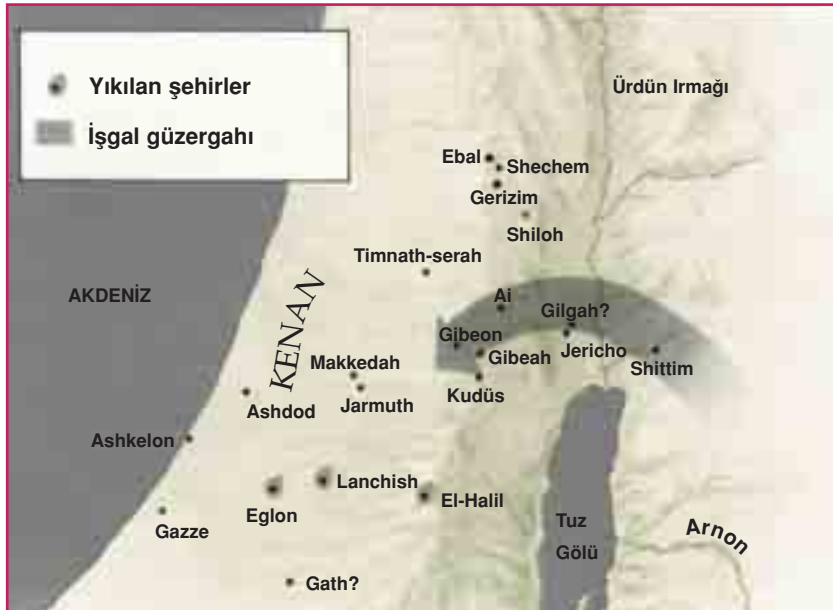 Yıkılan şehirler
İşgal güzergahı
Ürdün Irmağı
Ebal
Shechem
Gerizim
Shiloh
Timnath-serah
AKDENİZ
KENAN
Ai
Gilgah?
Gibeon
Gibeah
Jericho
Shittim
Makkedah
Kudüs
Jarmuth
Ashdod
Ashkelon
Lanchish
El-Halil
Eglon
Gazze
Tuz
Gölü
Arnon
Gath?